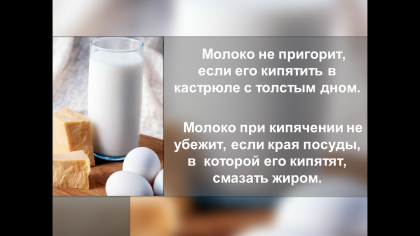 Молоко не пригорит,
если его кипятить в
кастрюле с толстым дном.
Молоко при кипячении не
убежит, если края посуды,
в которой его кипятят,
смазать жиром.